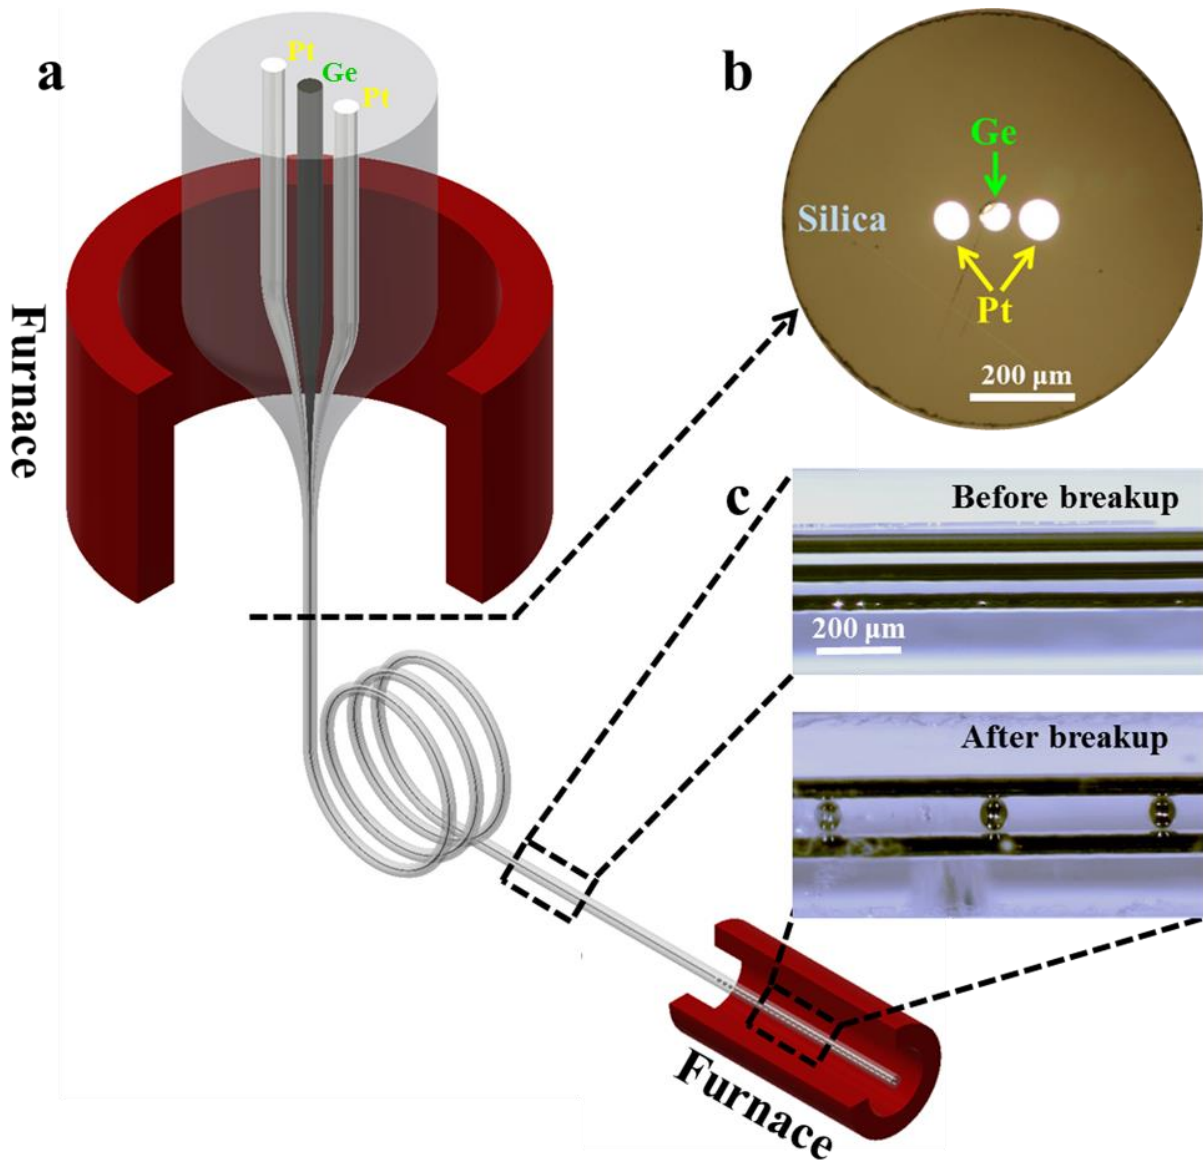 a
Pt
Ge
Pt
Furnace
b
Ge
Silica
Pt
200 µm
c
Before breakup
200 µm
After breakup
Furnace